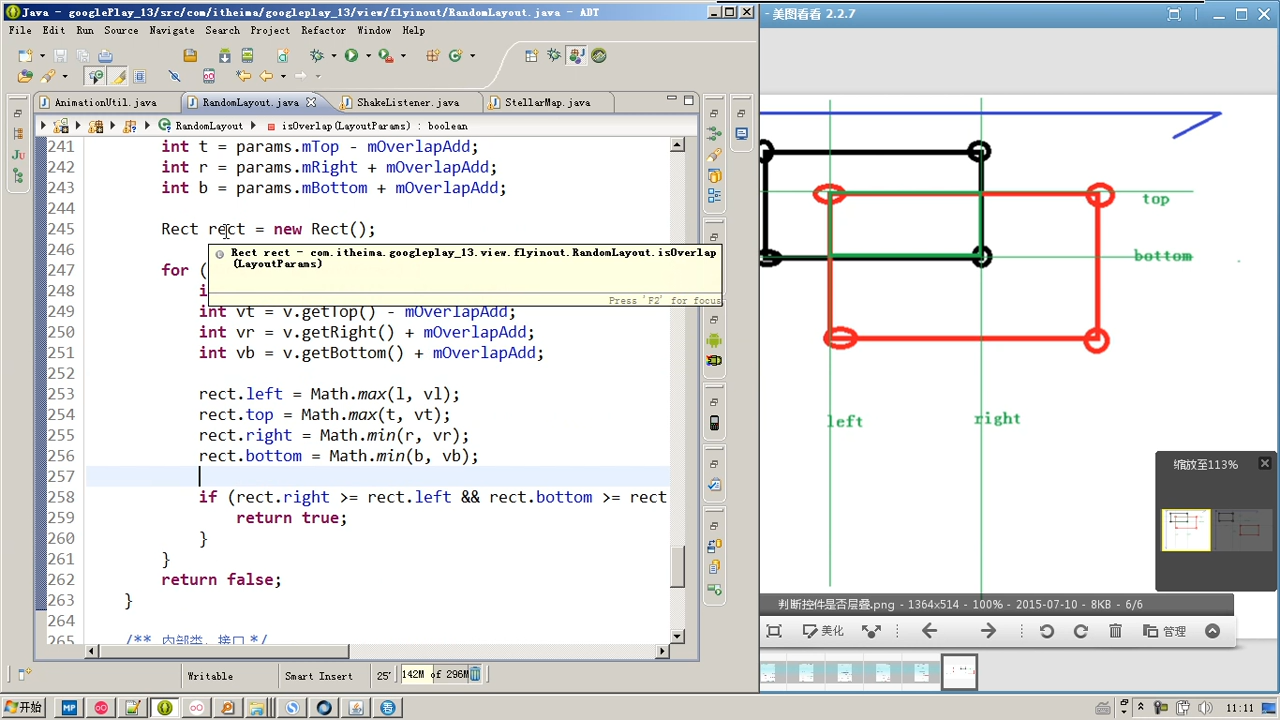 Java - googlePlay_13/src/com/itheima/googleplay_13/view/flyinout/RandomLayout.java - ADT
File Edit Run Source Navigate Search Project Refactor Window Help
AnimationUtil.java RandomLayout.java ShakeListener.java StellarMap.java
RandomLayout isOverlap(LayoutParams) : boolean
241 int t = params.mTop - mOverlapAdd;
242 int r = params.mRight + mOverlapAdd;
243 int b = params.mBottom + mOverlapAdd;
244
245 Rect rect = new Rect();
246
Rect rect - com.itheima.googleplay_13.view.flyinout.RandomLayout.isOverlap
(LayoutParams)
Press 'F2' for focus
247 for (
248
249 int vt = v.getTop() - mOverlapAdd;
250 int vr = v.getRight() + mOverlapAdd;
251 int vb = v.getBottom() + mOverlapAdd;
252
253 rect.left = Math.max(l, vl);
254 rect.top = Math.max(t, vt);
255 rect.right = Math.min(r, vr);
256 rect.bottom = Math.min(b, vb);
257
258 if (rect.right >= rect.left && rect.bottom >= rect
259 return true;
260 }
261 }
262 return false;
263 }
264
265 /** 内部类、接口 */
Writable Smart Insert 25' 142M of 296M
- 美图看看 2.2.7
top
bottom
left right
缩放至113%
判断控件是否层叠.png - 1364x514 - 100% - 2015-07-10 - 8KB - 6/6
美化 管理
开始 MP 11:11